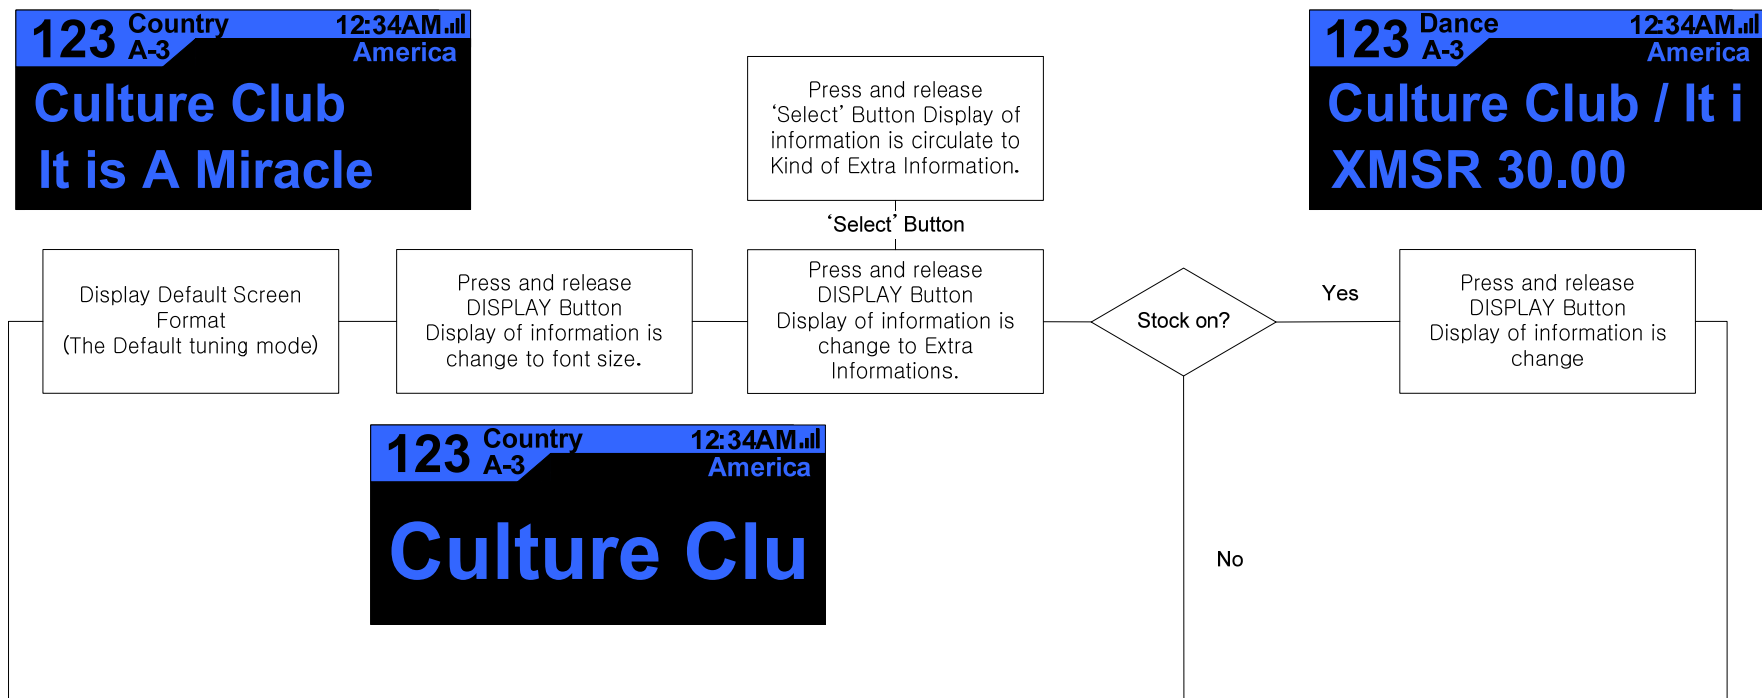 123 Country 12:34AM
A-3 America
Culture Club
It is A Miracle
Press and release
‘Select’ Button Display of
information is circulate to
Kind of Extra Information.
123 Dance 12:34AM
A-3 America
Culture Club / It i
XMSR 30.00
‘Select’ Button
Display Default Screen
Format
(The Default tuning mode)
Press and release
DISPLAY Button
Display of information is
change to font size.
Press and release
DISPLAY Button
Display of information is
change to Extra
Informations.
Stock on?
Yes
Press and release
DISPLAY Button
Display of information is
change
123 Country 12:34AM
A-3 America
Culture Clu
No